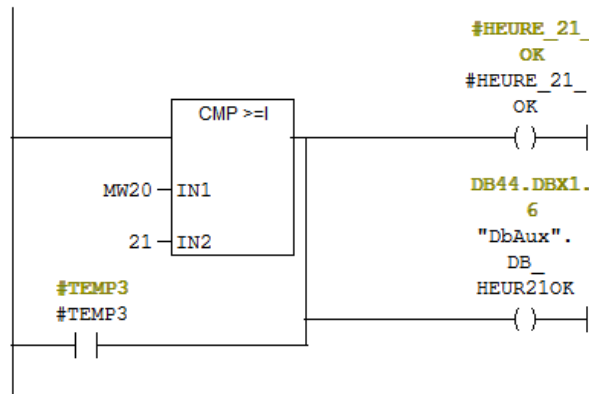 #HEURE_21_
OK
#HEURE_21_
OK
CMP >=I
MW20
IN1
21
IN2
DB44.DBX1.
6
"DbAux".
DB_
HEUR21OK
#TEMP3
#TEMP3